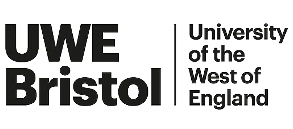 UWE
Bristol
University
of the
West of
England